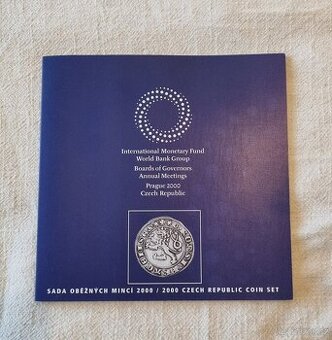 International Monetary Fund
World Bank Group
Boards of Governors
Annual Meetings
Prague 2000
Czech Republic
SADA OBĚŽNÝCH MINCÍ 2000 / 2000 CZECH REPUBLIC COIN SET